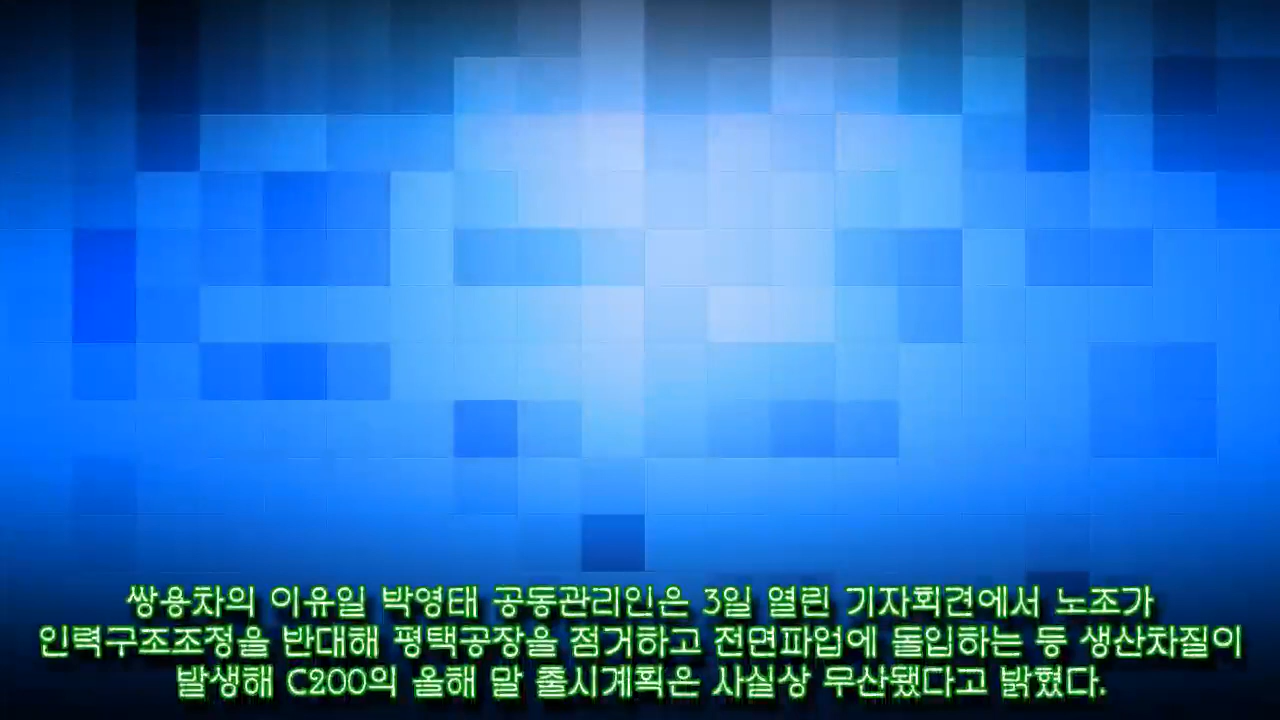 쌍용차의 이유일 박영태 공동관리인은 3일 열린 기자회견에서 노조가
인력구조조정을 반대해 평택공장을 점거하고 전면파업에 돌입하는 등 생산차질이
발생해 C200의 올해 말 출시계획은 사실상 무산됐다고 밝혔다.